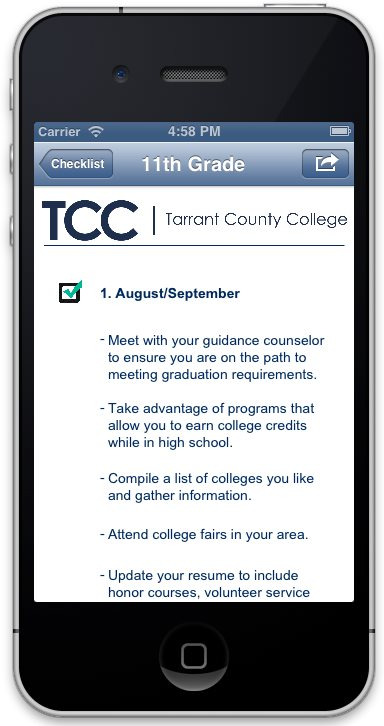 Carrier 4:58 PM
Checklist 11th Grade
TCC | Tarrant County College
1. August/September
- Meet with your guidance counselor
to ensure you are on the path to
meeting graduation requirements.
- Take advantage of programs that
allow you to earn college credits
while in high school.
- Compile a list of colleges you like
and gather information.
- Attend college fairs in your area.
- Update your resume to include
honor courses, volunteer service